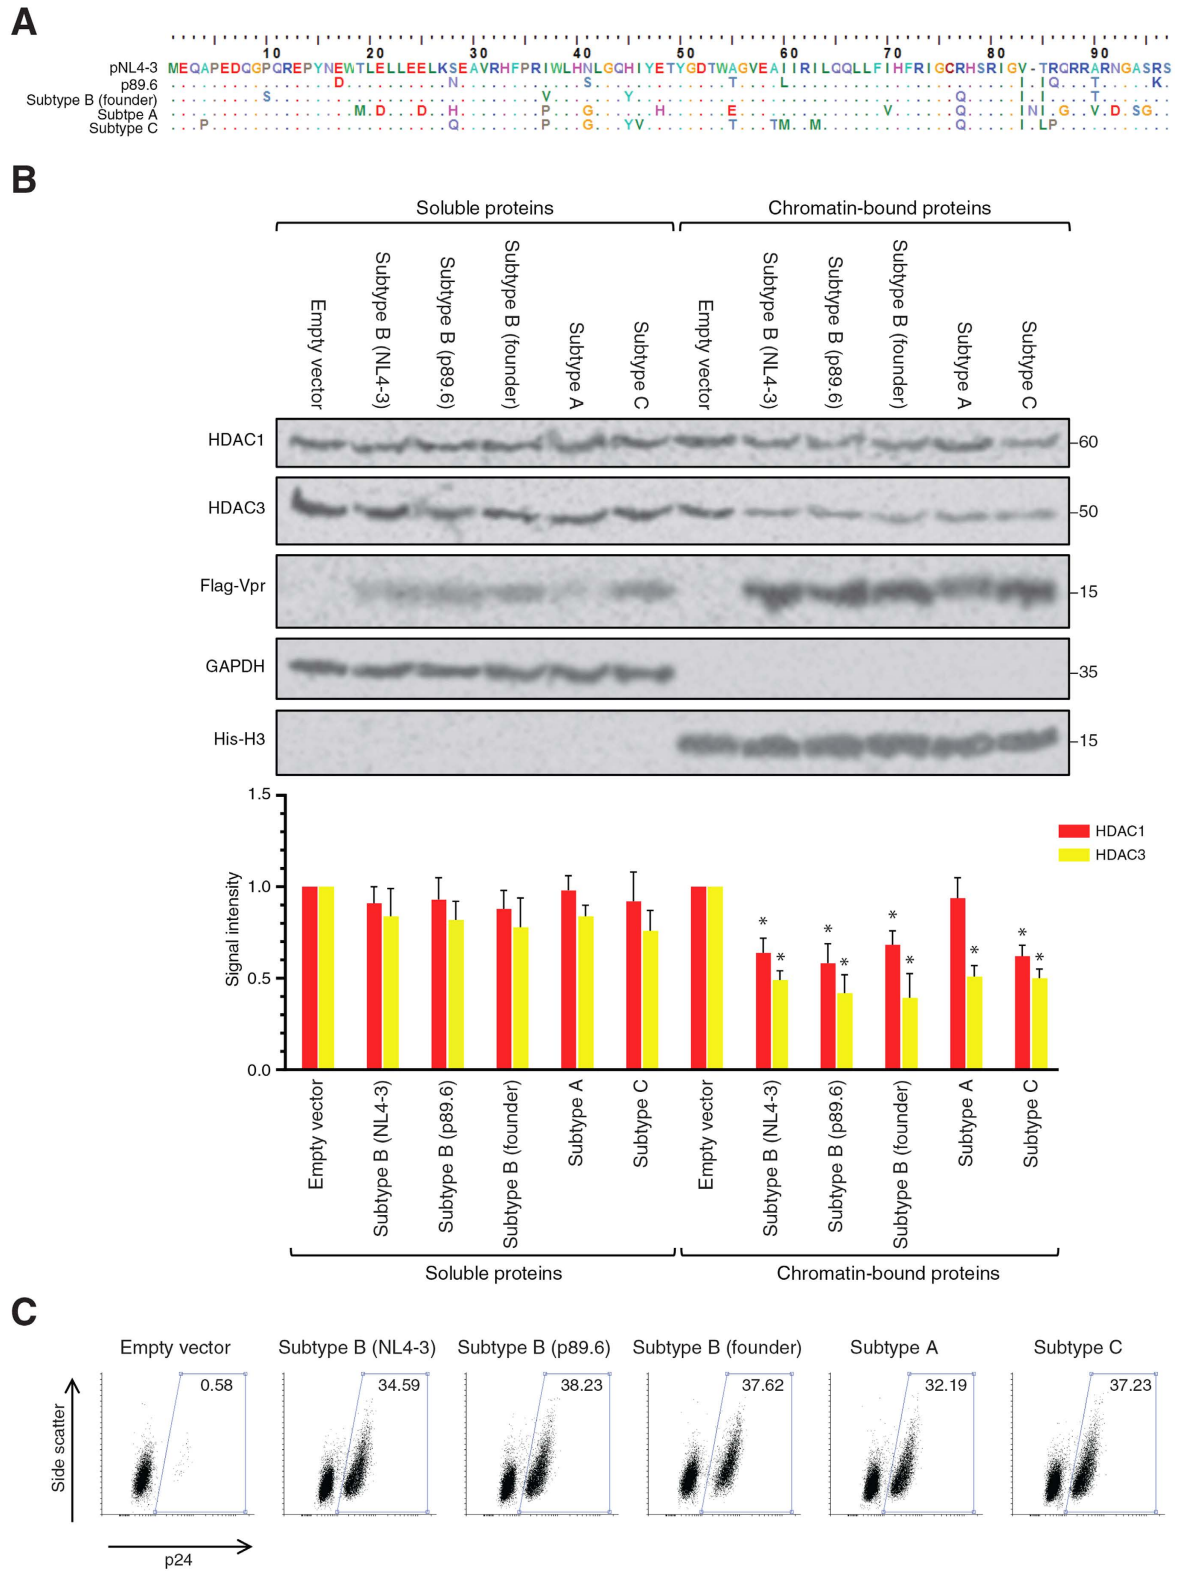 A
10 20 30 40 50 60 70 80 90
pNL4-3 MEQAPEDQGPQREPYNEWTLELLEELKSEAVRHFPRIWLHNLGQHIYETYGDTWAGVEAIIRILQQLLFIHFRIGCRHSRIGV-TRQRRARNGASRS
p89.6 D N S T L I IQ T K
Subtype B (founder) S V Y Q I I T
Subtpe A M D D H P G H E V Q INI G V D SG
Subtype C P Q P G YV T TM M Q I LP
B
Soluble proteins Chromatin-bound proteins
Empty vector Subtype B (NL4-3) Subtype B (p89.6) Subtype B (founder) Subtype A Subtype C Empty vector Subtype B (NL4-3) Subtype B (p89.6) Subtype B (founder) Subtype A Subtype C
HDAC1 60
HDAC3 50
Flag-Vpr 15
GAPDH 35
His-H3 15
1.5
HDAC1
HDAC3
1.0
Signal intensity
* * * * * * * * *
0.5
0.0
Empty vector Subtype B (NL4-3) Subtype B (p89.6) Subtype B (founder) Subtype A Subtype C Empty vector Subtype B (NL4-3) Subtype B (p89.6) Subtype B (founder) Subtype A Subtype C
Soluble proteins Chromatin-bound proteins
C
Empty vector Subtype B (NL4-3) Subtype B (p89.6) Subtype B (founder) Subtype A Subtype C
0.58 34.59 38.23 37.62 32.19 37.23
Side scatter
p24